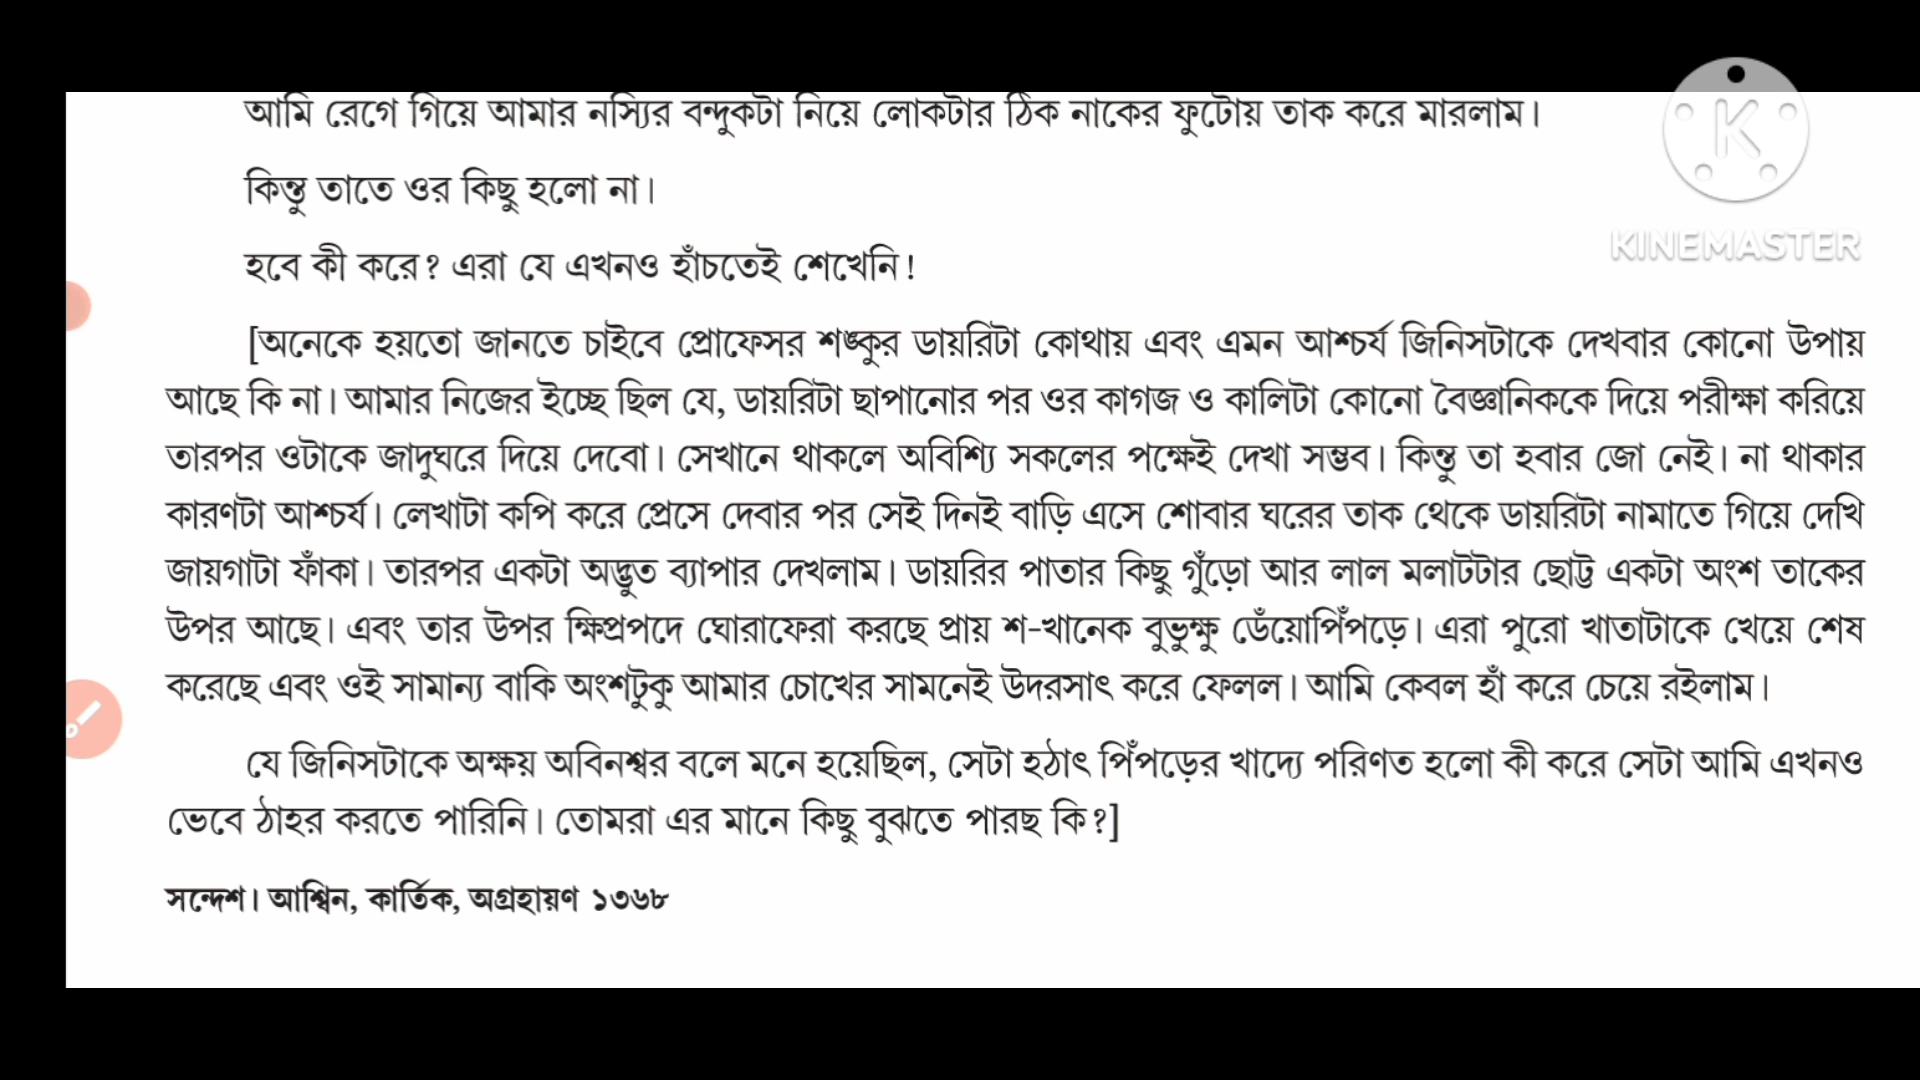 আমি রেগে গিয়ে আমার নস্যির বন্দুকটা নিয়ে লোকটার ঠিক নাকের ফুটোয় তাক করে মারলাম।
কিন্তু তাতে ওর কিছু হলো না।
হবে কী করে? এরা যে এখনও হাঁচতেই শেখেনি!
[অনেকে হয়তো জানতে চাইবে প্রোফেসর শঙ্কুর ডায়রিটা কোথায় এবং এমন আশ্চর্য জিনিসটাকে দেখবার কোনো উপায়
আছে কি না। আমার নিজের ইচ্ছে ছিল যে, ডায়রিটা ছাপানোর পর ওর কাগজ ও কালিটা কোনো বৈজ্ঞানিককে দিয়ে পরীক্ষা করিয়ে
তারপর ওটাকে জাদুঘরে দিয়ে দেবো। সেখানে থাকলে অবিশ্যি সকলের পক্ষেই দেখা সম্ভব। কিন্তু তা হবার জো নেই। না থাকার
কারণটা আশ্চর্য। লেখাটা কপি করে প্রেসে দেবার পর সেই দিনই বাড়ি এসে শোবার ঘরের তাক থেকে ডায়রিটা নামাতে গিয়ে দেখি
জায়গাটা ফাঁকা। তারপর একটা অদ্ভুত ব্যাপার দেখলাম। ডায়রির পাতার কিছু গুঁড়ো আর লাল মলাটটার ছোট্ট একটা অংশ তাকের
উপর আছে। এবং তার উপর ক্ষিপ্রপদে ঘোরাফেরা করছে প্রায় শ-খানেক বুভুক্ষু ডেঁয়োপিঁপড়ে। এরা পুরো খাতাটাকে খেয়ে শেষ
করেছে এবং ওই সামান্য বাকি অংশটুকু আমার চোখের সামনেই উদরসাৎ করে ফেলল। আমি কেবল হাঁ করে চেয়ে রইলাম।
যে জিনিসটাকে অক্ষয় অবিনশ্বর বলে মনে হয়েছিল, সেটা হঠাৎ পিঁপড়ের খাদ্যে পরিণত হলো কী করে সেটা আমি এখনও
ভেবে ঠাহর করতে পারিনি। তোমরা এর মানে কিছু বুঝতে পারছ কি?]
সন্দেশ। আশ্বিন, কার্তিক, অগ্রহায়ণ ১৩৬৮
K
KINEMASTER